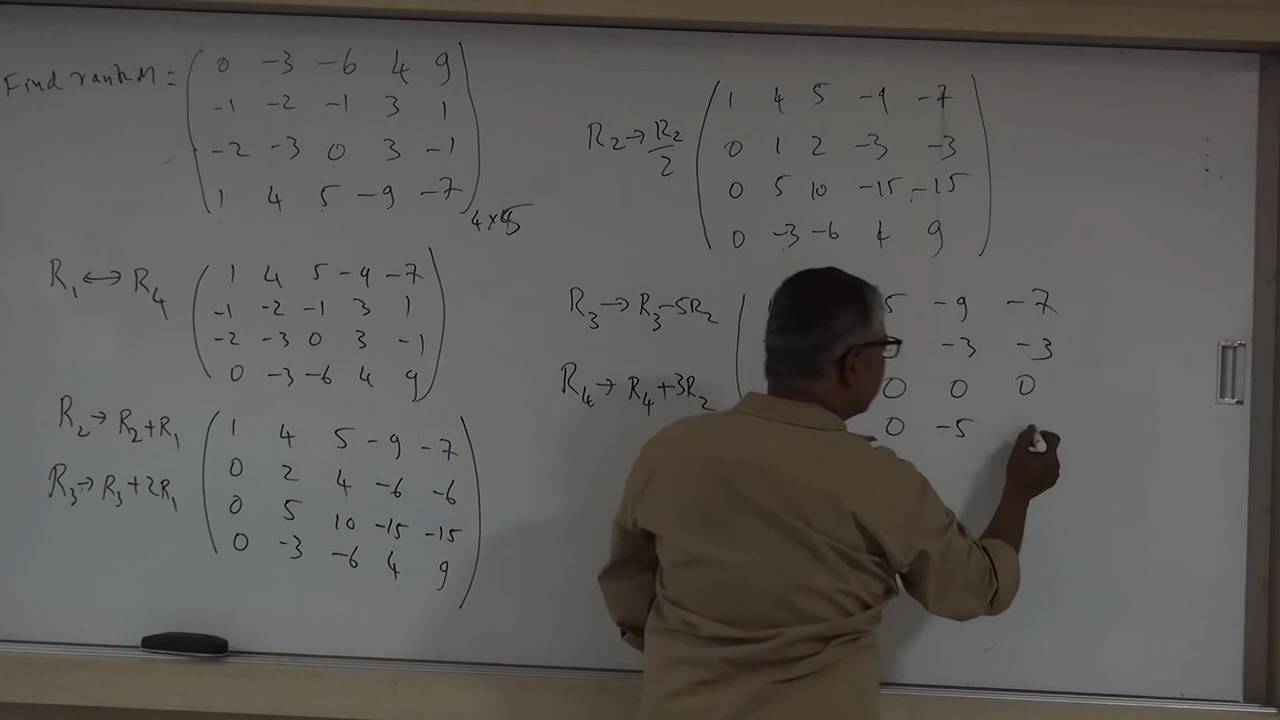 Find rank M = 0 -3 -6 4 9
-1 -2 -1 3 1
-2 -3 0 3 -1
1 4 5 -9 -7
4×5
R1 ↔ R4 1 4 5 -9 -7
-1 -2 -1 3 1
-2 -3 0 3 -1
0 -3 -6 4 9
R2 → R2+R1 1 4 5 -9 -7
0 2 4 -6 -6
R3 → R3+2R1 0 5 10 -15 -15
0 -3 -6 4 9
R2 → R2/2 1 4 5 -9 -7
0 1 2 -3 -3
0 5 10 -15 -15
0 -3 -6 4 9
R3 → R3-5R2 5 -9 -7
-3 -3
R4 → R4+3R2 0 0 0
0 -5